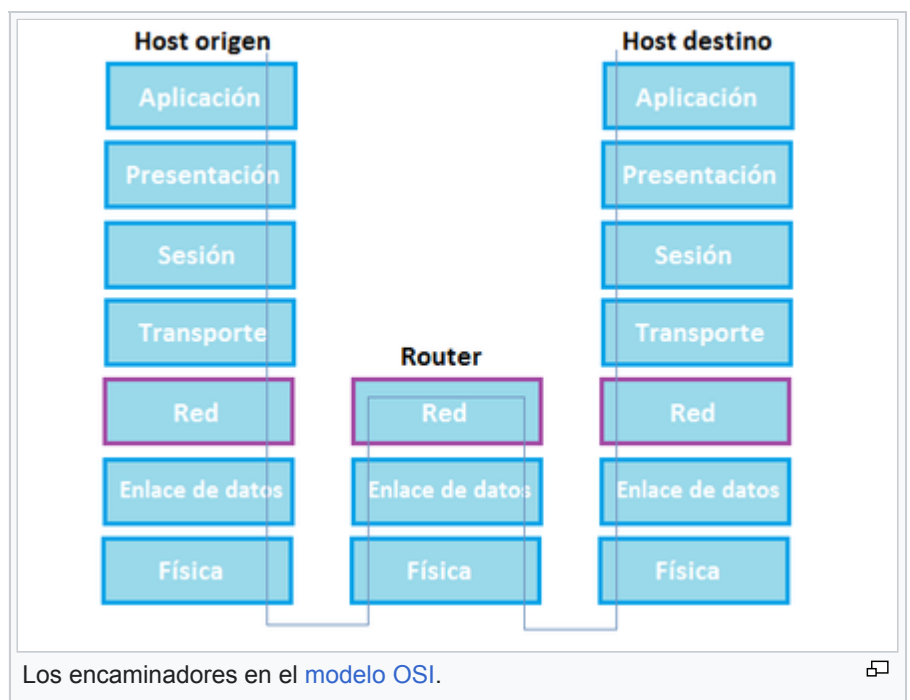 Host origen
Aplicación
Presentación
Sesión
Transporte
Red
Enlace de datos
Física
Router
Red
Enlace de datos
Física
Host destino
Aplicación
Presentación
Sesión
Transporte
Red
Enlace de datos
Física
Los encaminadores en el modelo OSI.